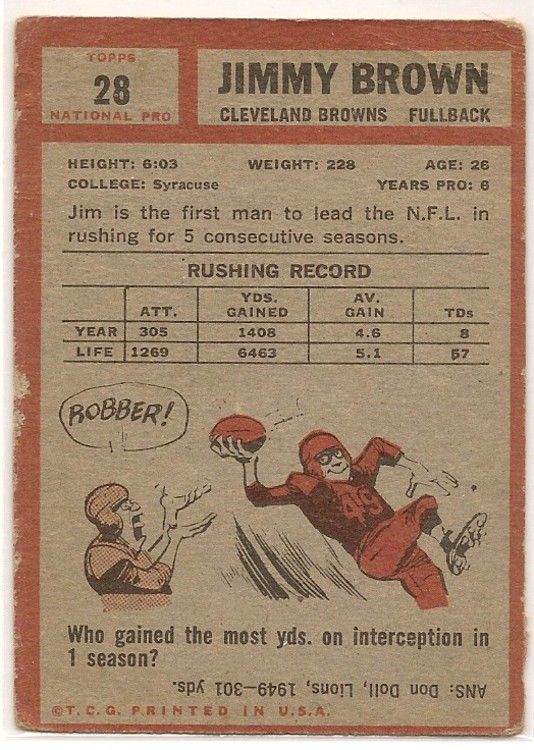 TOPPS
28
NATIONAL PRO
JIMMY BROWN
CLEVELAND BROWNS FULLBACK
HEIGHT: 6:03 WEIGHT: 228 AGE: 26
COLLEGE: Syracuse YEARS PRO: 6
Jim is the first man to lead the N.F.L. in
rushing for 5 consecutive seasons.
RUSHING RECORD
ATT. YDS. GAINED AV. GAIN TDs
YEAR 305 1408 4.6 8
LIFE 1269 6463 5.1 57
ROBBER!
49
Who gained the most yds. on interception in
1 season?
ANS: Don Doll, Lions, 1949—301 yds.
©T.C.G. PRINTED IN U.S.A.